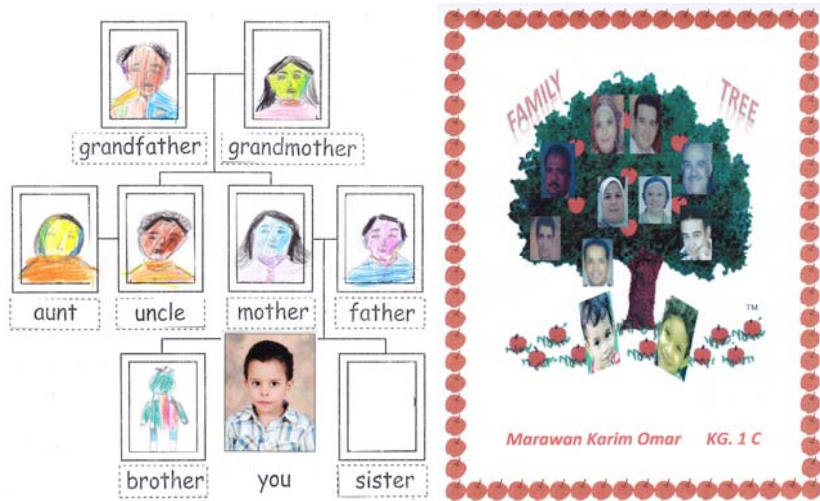 grandfather grandmother
aunt uncle mother father
brother you sister
FAMILY TREE
TM
Marawan Karim Omar KG. 1 C